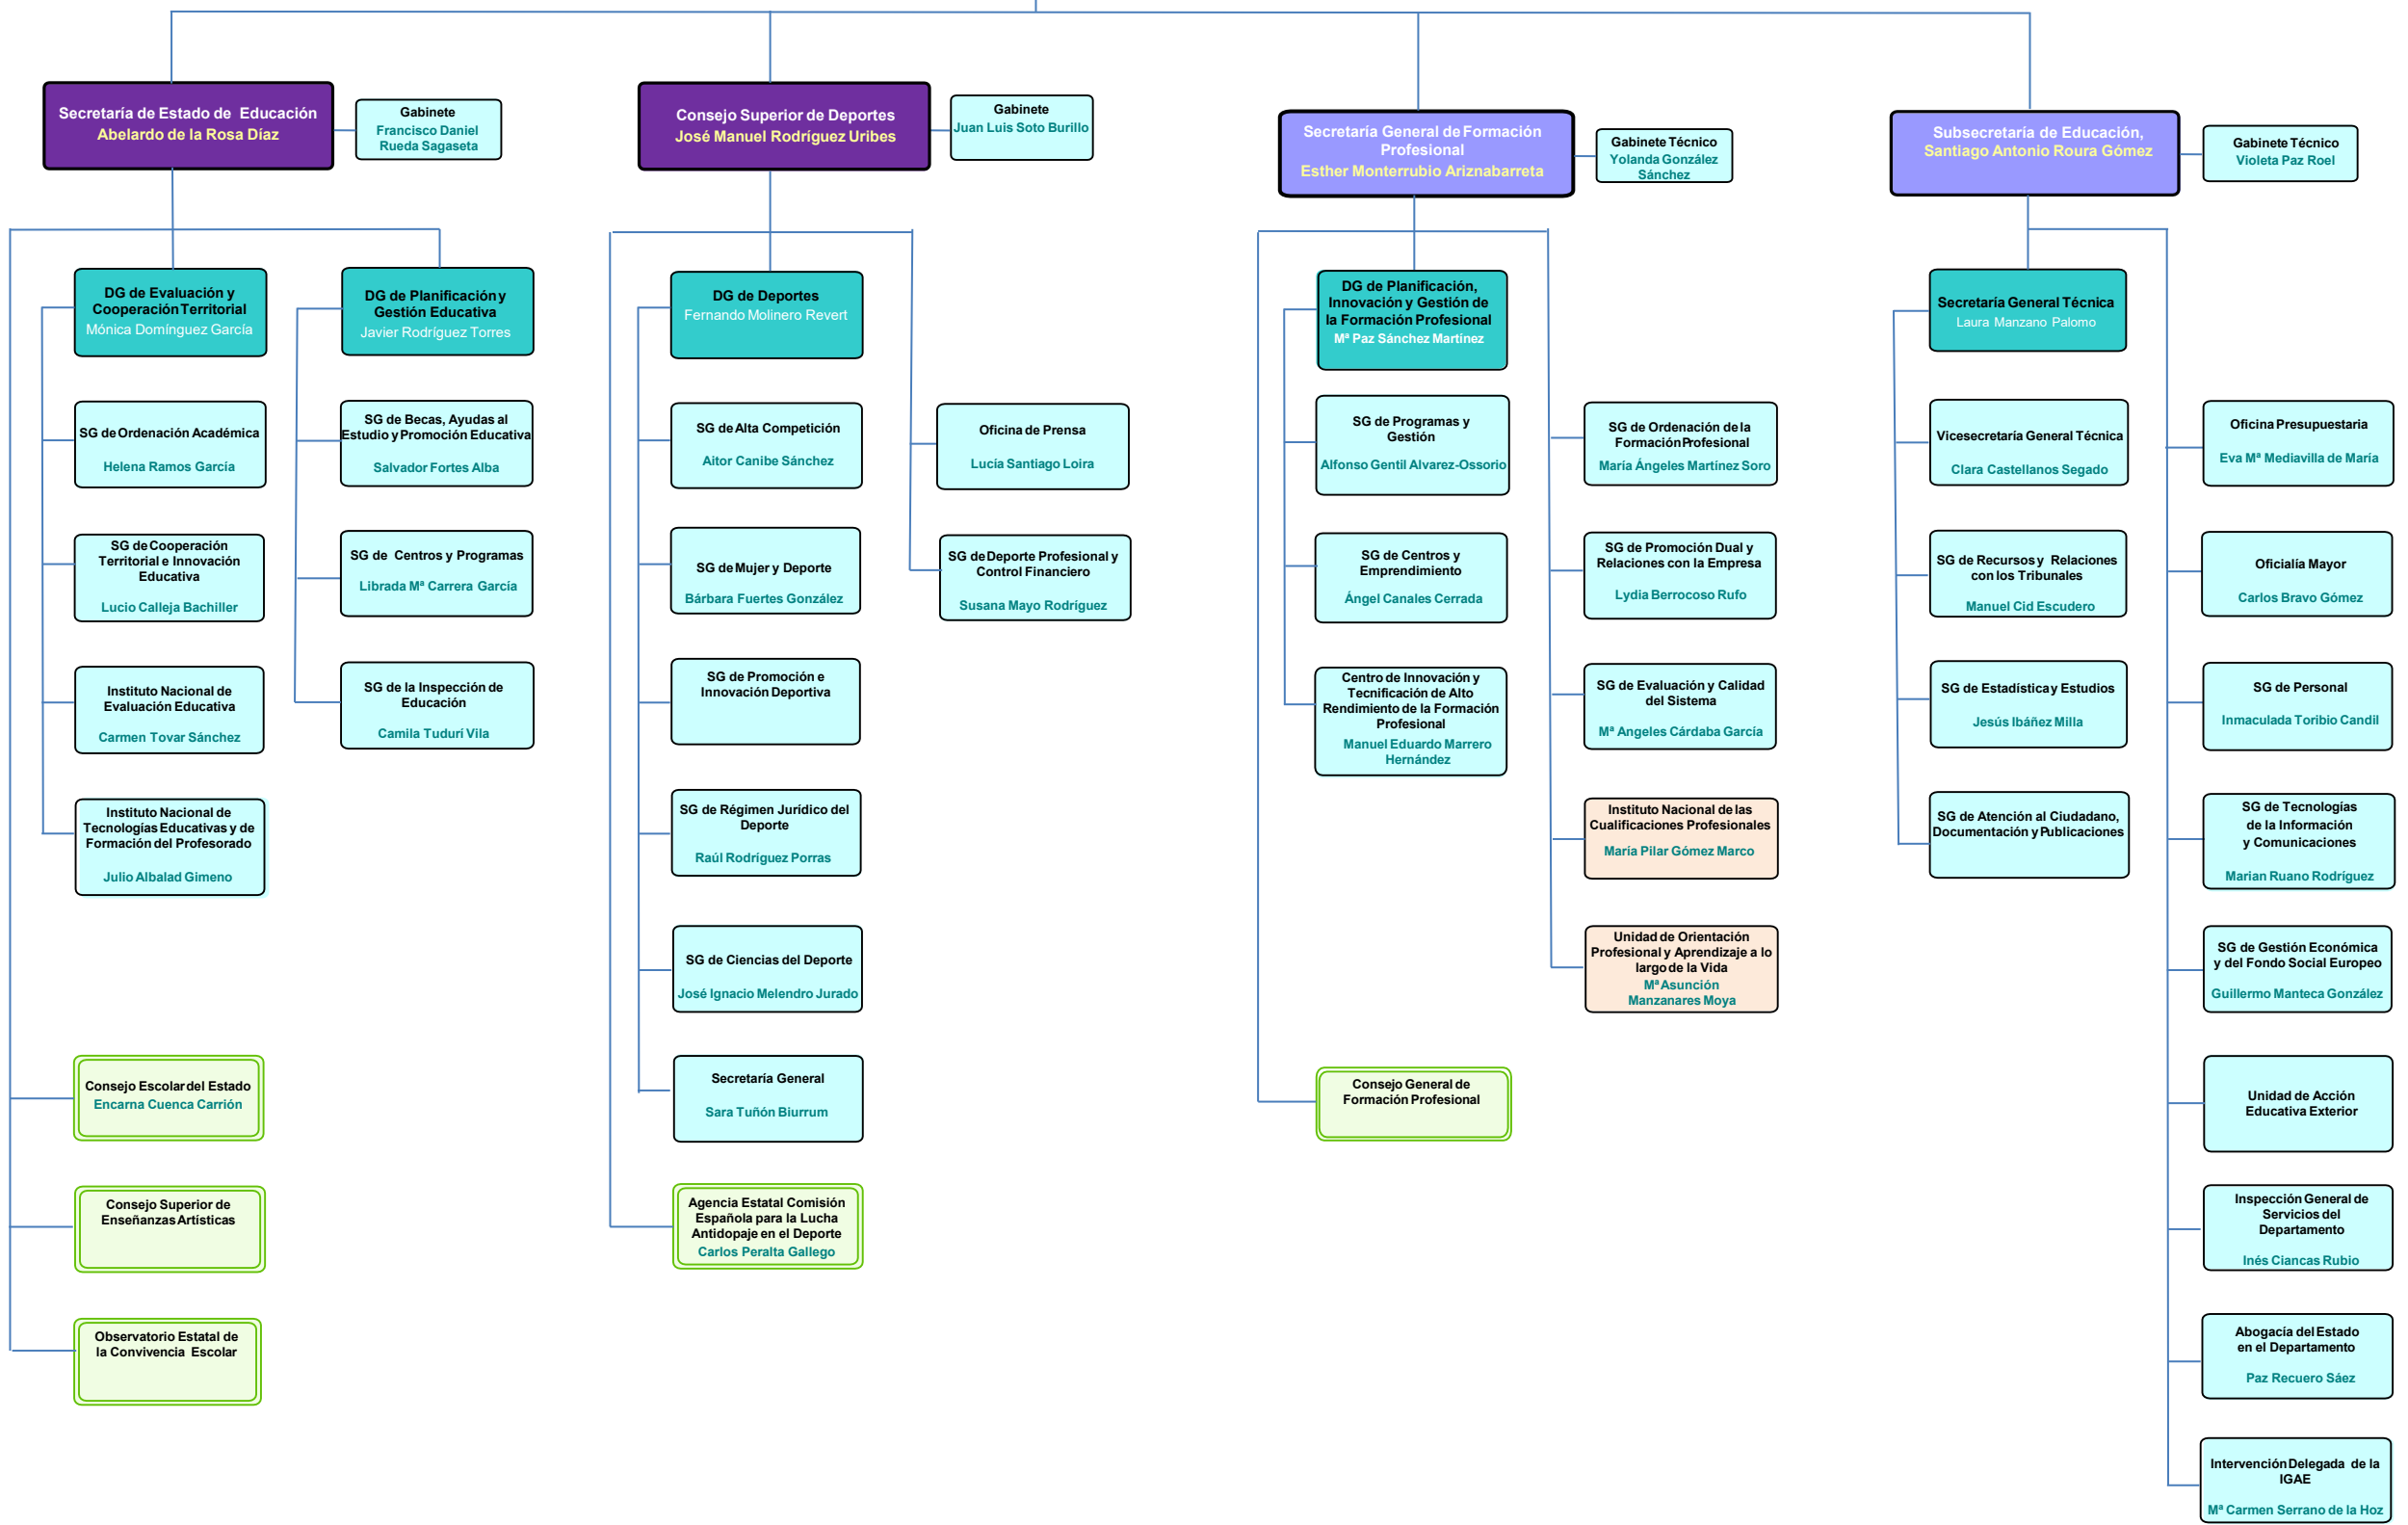 Secretaría de Estado de Educación
Abelardo de la Rosa Díaz
Gabinete
Francisco Daniel
Rueda Sagaseta
DG de Evaluación y
Cooperación Territorial
Mónica Domínguez García
DG de Planificación y
Gestión Educativa
Javier Rodríguez Torres
SG de Ordenación Académica
Helena Ramos García
SG de Becas, Ayudas al
Estudio y Promoción Educativa
Salvador Fortes Alba
SG de Cooperación
Territorial e Innovación
Educativa
Lucio Calleja Bachiller
SG de Centros y Programas
Librada Mª Carrera García
Instituto Nacional de
Evaluación Educativa
Carmen Tovar Sánchez
SG de la Inspección de
Educación
Camila Tudurí Vila
Instituto Nacional de
Tecnologías Educativas y de
Formación del Profesorado
Julio Albalad Gimeno
Consejo Escolar del Estado
Encarna Cuenca Carrión
Consejo Superior de
Enseñanzas Artísticas
Observatorio Estatal de
la Convivencia Escolar
Consejo Superior de Deportes
José Manuel Rodríguez Uribes
Gabinete
Juan Luis Soto Burillo
DG de Deportes
Fernando Molinero Revert
SG de Alta Competición
Aitor Canibe Sánchez
Oficina de Prensa
Lucía Santiago Loira
SG de Mujer y Deporte
Bárbara Fuertes González
SG de Deporte Profesional y
Control Financiero
Susana Mayo Rodríguez
SG de Promoción e
Innovación Deportiva
SG de Régimen Jurídico del
Deporte
Raúl Rodríguez Porras
SG de Ciencias del Deporte
José Ignacio Melendro Jurado
Secretaría General
Sara Tuñón Biurrum
Agencia Estatal Comisión
Española para la Lucha
Antidopaje en el Deporte
Carlos Peralta Gallego
Secretaría General de Formación
Profesional
Esther Monterrubio Ariznabarreta
Gabinete Técnico
Yolanda González
Sánchez
DG de Planificación,
Innovación y Gestión de
la Formación Profesional
Mª Paz Sánchez Martínez
SG de Programas y
Gestión
Alfonso Gentil Alvarez-Ossorio
SG de Ordenación de la
Formación Profesional
María Ángeles Martínez Soro
SG de Centros y
Emprendimiento
Ángel Canales Cerrada
SG de Promoción Dual y
Relaciones con la Empresa
Lydia Berrocoso Rufo
Centro de Innovación y
Tecnificación de Alto
Rendimiento de la Formación
Profesional
Manuel Eduardo Marrero
Hernández
SG de Evaluación y Calidad
del Sistema
Mª Angeles Cárdaba García
Instituto Nacional de las
Cualificaciones Profesionales
María Pilar Gómez Marco
Unidad de Orientación
Profesional y Aprendizaje a lo
largo de la Vida
Mª Asunción
Manzanares Moya
Consejo General de
Formación Profesional
Subsecretaría de Educación,
Santiago Antonio Roura Gómez
Gabinete Técnico
Violeta Paz Roel
Secretaría General Técnica
Laura Manzano Palomo
Vicesecretaría General Técnica
Clara Castellanos Segado
Oficina Presupuestaria
Eva Mª Mediavilla de María
SG de Recursos y Relaciones
con los Tribunales
Manuel Cid Escudero
Oficialía Mayor
Carlos Bravo Gómez
SG de Estadística y Estudios
Jesús Ibáñez Milla
SG de Personal
Inmaculada Toribio Candil
SG de Atención al Ciudadano,
Documentación y Publicaciones
SG de Tecnologías
de la Información
y Comunicaciones
Marian Ruano Rodríguez
SG de Gestión Económica
y del Fondo Social Europeo
Guillermo Manteca González
Unidad de Acción
Educativa Exterior
Inspección General de
Servicios del
Departamento
Inés Ciancas Rubio
Abogacía del Estado
en el Departamento
Paz Recuero Sáez
Intervención Delegada de la
IGAE
Mª Carmen Serrano de la Hoz